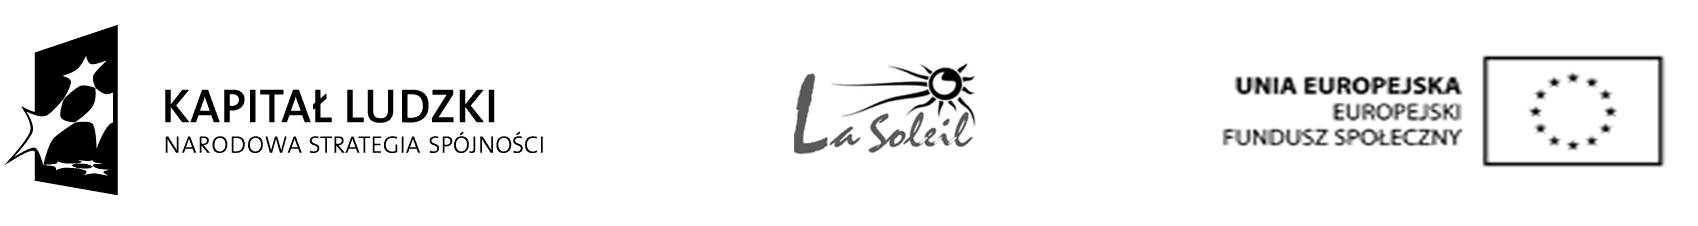 KAPITAŁ LUDZKI
NARODOWA STRATEGIA SPÓJNOŚCI
La Soleil
UNIA EUROPEJSKA
EUROPEJSKI
FUNDUSZ SPOŁECZNY